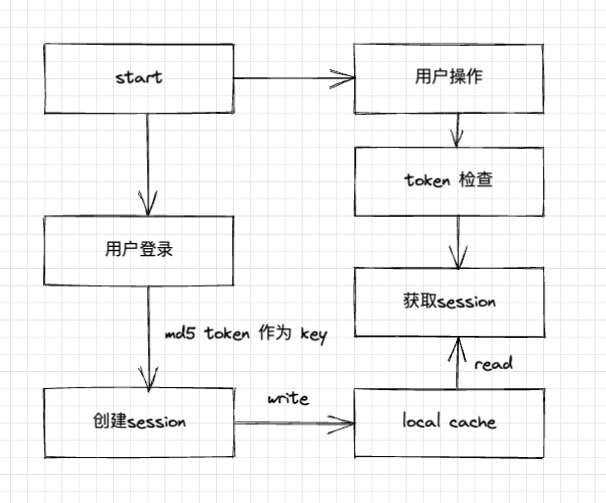 start
用户操作
token 检查
用户登录
获取session
md5 token 作为 key
read
write
创建session
local cache